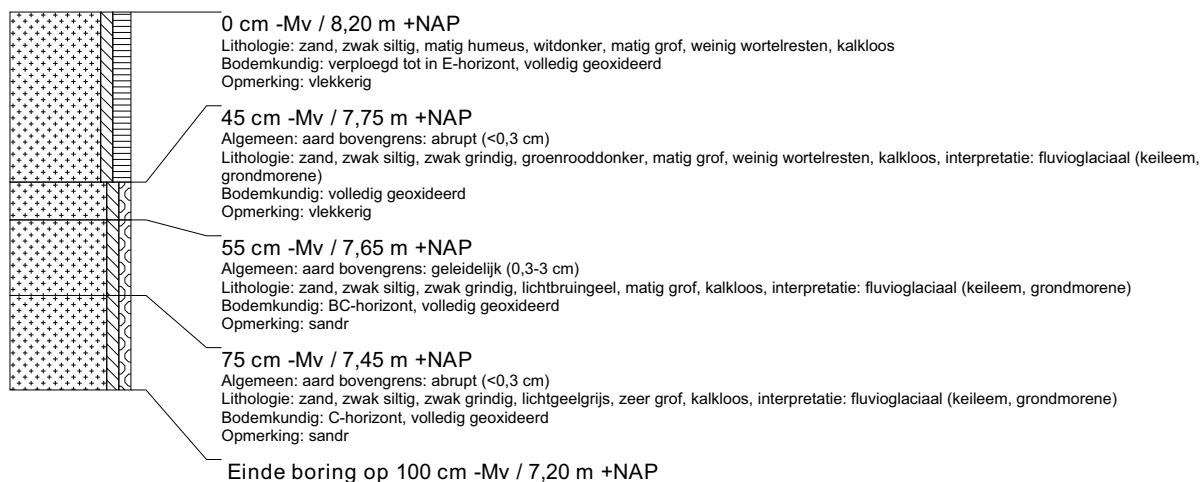 0 cm -Mv / 8,20 m +NAP
Lithologie: zand, zwak siltig, matig humeus, witdonker, matig grof, weinig wortelresten, kalkloos
Bodemkundig: verploegd tot in E-horizont, volledig geoxideerd
Opmerking: vlekkerig
45 cm -Mv / 7,75 m +NAP
Algemeen: aard bovengrens: abrupt (<0,3 cm)
Lithologie: zand, zwak siltig, zwak grindig, groenrooddonker, matig grof, weinig wortelresten, kalkloos, interpretatie: fluvioglaciaal (keileem,
grondmorene)
Bodemkundig: volledig geoxideerd
Opmerking: vlekkerig
55 cm -Mv / 7,65 m +NAP
Algemeen: aard bovengrens: geleidelijk (0,3-3 cm)
Lithologie: zand, zwak siltig, zwak grindig, lichtbruingeel, matig grof, kalkloos, interpretatie: fluvioglaciaal (keileem, grondmorene)
Bodemkundig: BC-horizont, volledig geoxideerd
Opmerking: sandr
75 cm -Mv / 7,45 m +NAP
Algemeen: aard bovengrens: abrupt (<0,3 cm)
Lithologie: zand, zwak siltig, zwak grindig, lichtgeelgrijs, zeer grof, kalkloos, interpretatie: fluvioglaciaal (keileem, grondmorene)
Bodemkundig: C-horizont, volledig geoxideerd
Opmerking: sandr
Einde boring op 100 cm -Mv / 7,20 m +NAP